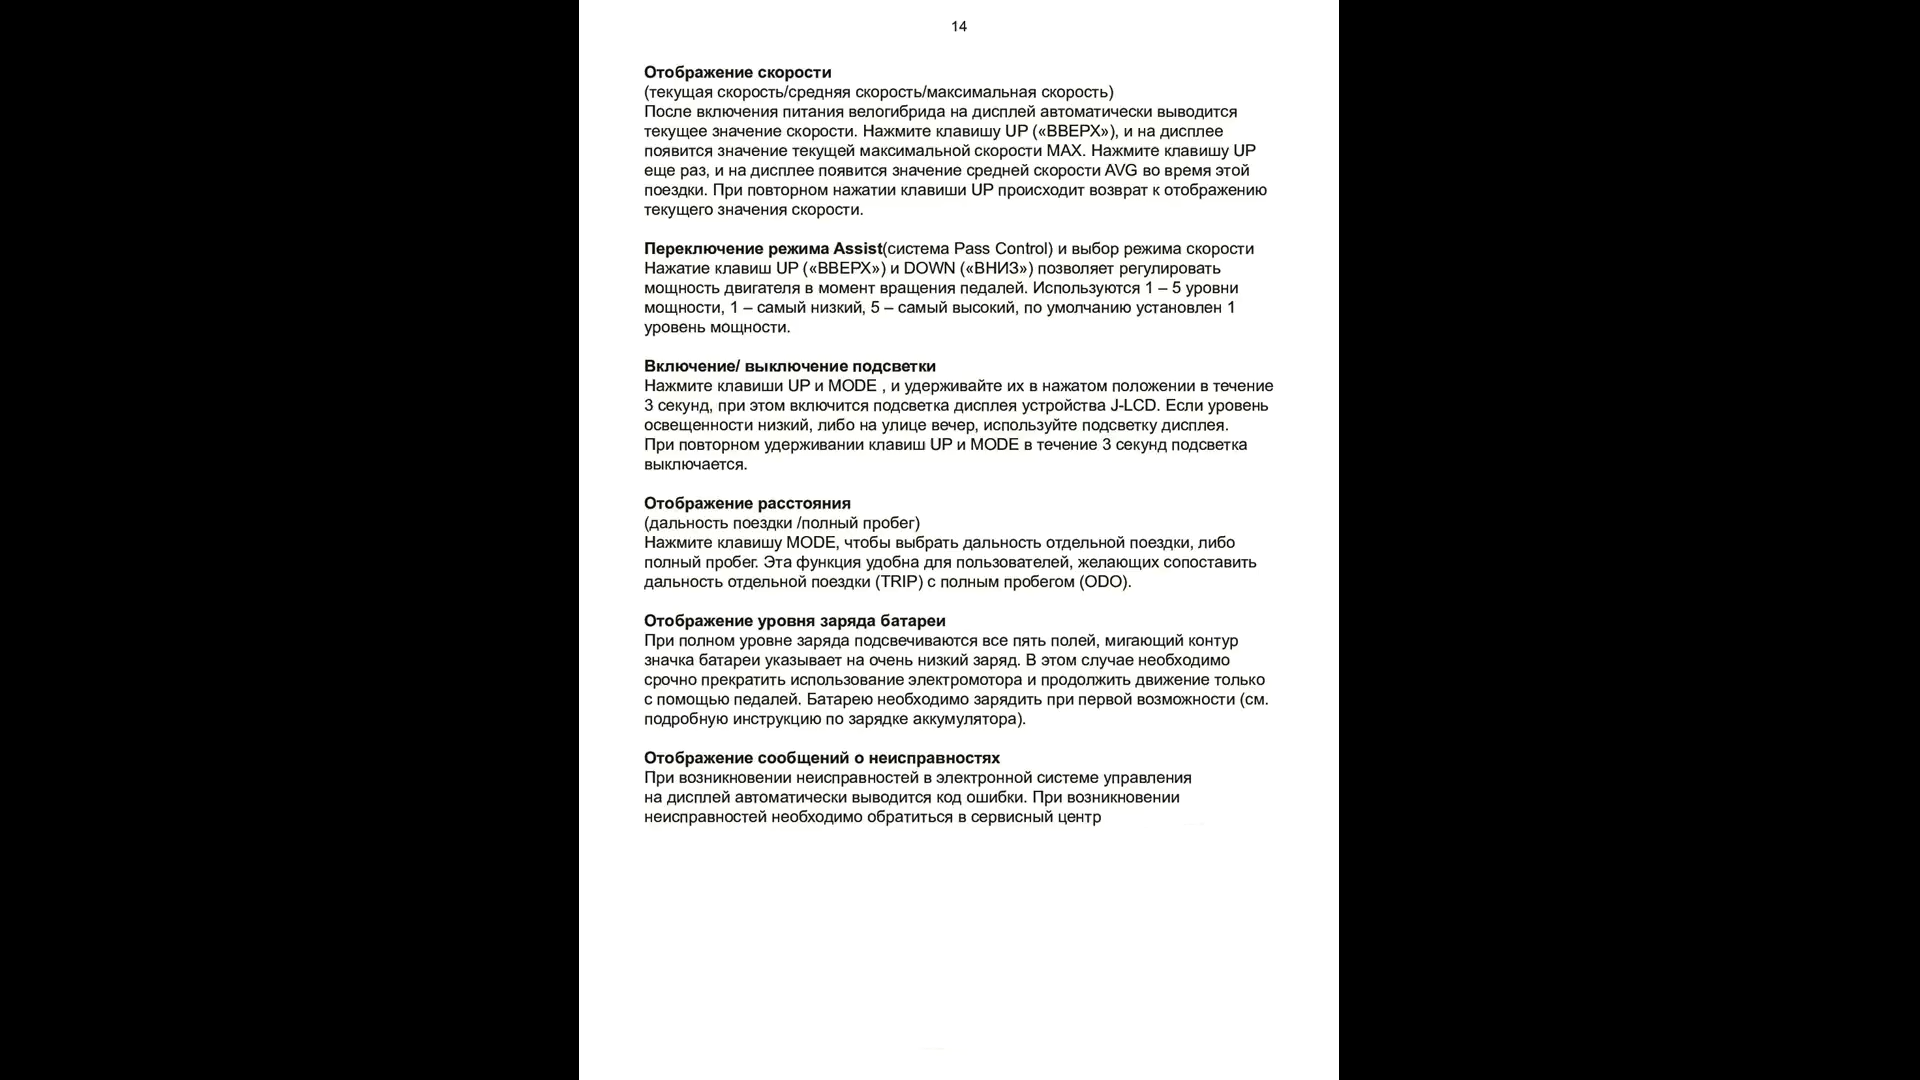 14
Отображение скорости
(текущая скорость/средняя скорость/максимальная скорость)
После включения питания велогибрида на дисплей автоматически выводится
текущее значение скорости. Нажмите клавишу UP («ВВЕРХ»), и на дисплее
появится значение текущей максимальной скорости MAX. Нажмите клавишу UP
еще раз, и на дисплее появится значение средней скорости AVG во время этой
поездки. При повторном нажатии клавиши UP происходит возврат к отображению
текущего значения скорости.
Переключение режима Assist(система Pass Control) и выбор режима скорости
Нажатие клавиш UP («ВВЕРХ») и DOWN («ВНИЗ») позволяет регулировать
мощность двигателя в момент вращения педалей. Используются 1 – 5 уровни
мощности, 1 – самый низкий, 5 – самый высокий, по умолчанию установлен 1
уровень мощности.
Включение/ выключение подсветки
Нажмите клавиши UP и MODE , и удерживайте их в нажатом положении в течение
3 секунд, при этом включится подсветка дисплея устройства J-LCD. Если уровень
освещенности низкий, либо на улице вечер, используйте подсветку дисплея.
При повторном удерживании клавиш UP и MODE в течение 3 секунд подсветка
выключается.
Отображение расстояния
(дальность поездки /полный пробег)
Нажмите клавишу MODE, чтобы выбрать дальность отдельной поездки, либо
полный пробег. Эта функция удобна для пользователей, желающих сопоставить
дальность отдельной поездки (TRIP) с полным пробегом (ODO).
Отображение уровня заряда батареи
При полном уровне заряда подсвечиваются все пять полей, мигающий контур
значка батареи указывает на очень низкий заряд. В этом случае необходимо
срочно прекратить использование электромотора и продолжить движение только
с помощью педалей. Батарею необходимо зарядить при первой возможности (см.
подробную инструкцию по зарядке аккумулятора).
Отображение сообщений о неисправностях
При возникновении неисправностей в электронной системе управления
на дисплей автоматически выводится код ошибки. При возникновении
неисправностей необходимо обратиться в сервисный центр